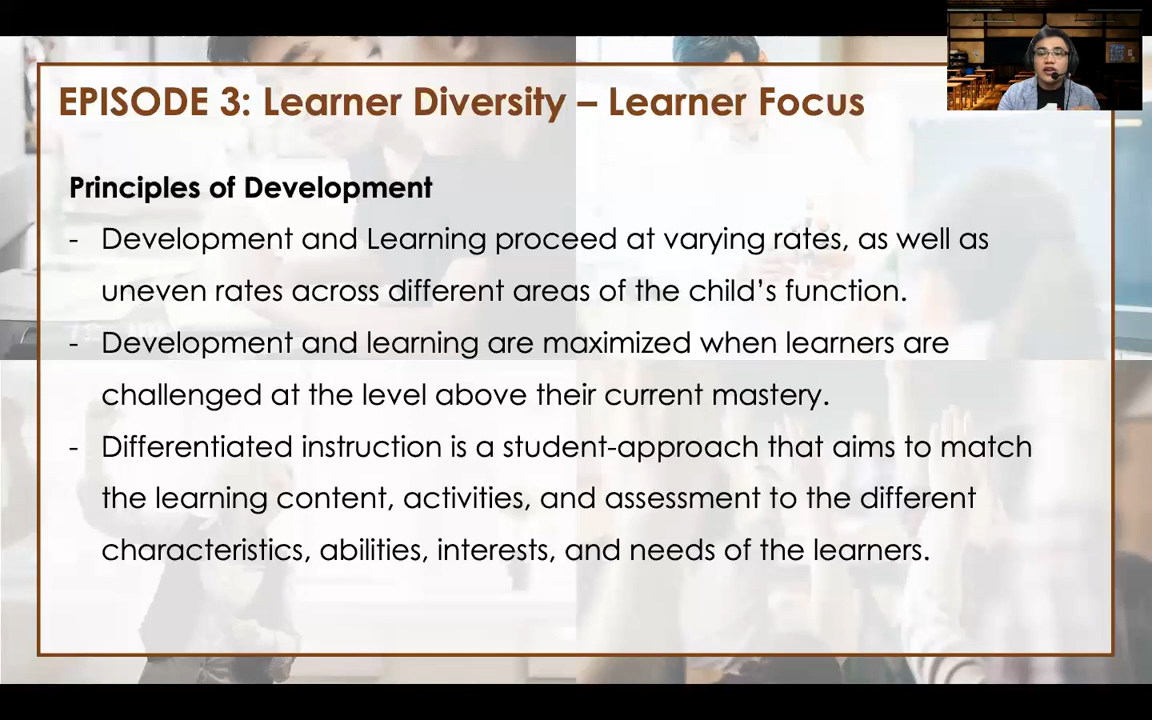 EPISODE 3: Learner Diversity – Learner Focus
Principles of Development
- Development and Learning proceed at varying rates, as well as
uneven rates across different areas of the child’s function.
- Development and learning are maximized when learners are
challenged at the level above their current mastery.
- Differentiated instruction is a student-approach that aims to match
the learning content, activities, and assessment to the different
characteristics, abilities, interests, and needs of the learners.